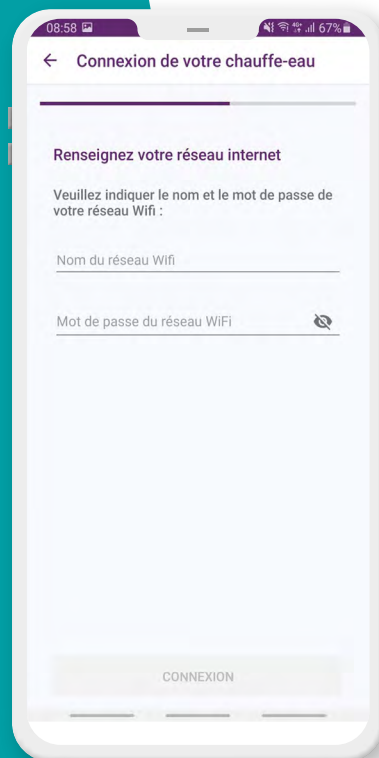 08:58 4G+ 67%
Connexion de votre chauffe-eau
Renseignez votre réseau internet
Veuillez indiquer le nom et le mot de passe de
votre réseau Wifi :
Nom du réseau Wifi
Mot de passe du réseau WiFi
CONNEXION